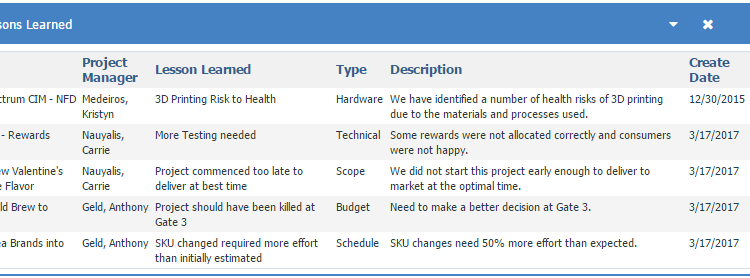 sons Learned
Project Manager Lesson Learned Type Description Create Date
ctrum CIM - NFD Medeiros, Kristyn 3D Printing Risk to Health Hardware We have identified a number of health risks of 3D printing due to the materials and processes used. 12/30/2015
- Rewards Nauyalis, Carrie More Testing needed Technical Some rewards were not allocated correctly and consumers were not happy. 3/17/2017
ew Valentine's e Flavor Nauyalis, Carrie Project commenced too late to deliver at best time Scope We did not start this project early enough to deliver to market at the optimal time. 3/17/2017
ld Brew to Geld, Anthony Project should have been killed at Gate 3 Budget Need to make a better decision at Gate 3. 3/17/2017
ea Brands into Geld, Anthony SKU changed required more effort than initially estimated Schedule SKU changes need 50% more effort than expected. 3/17/2017